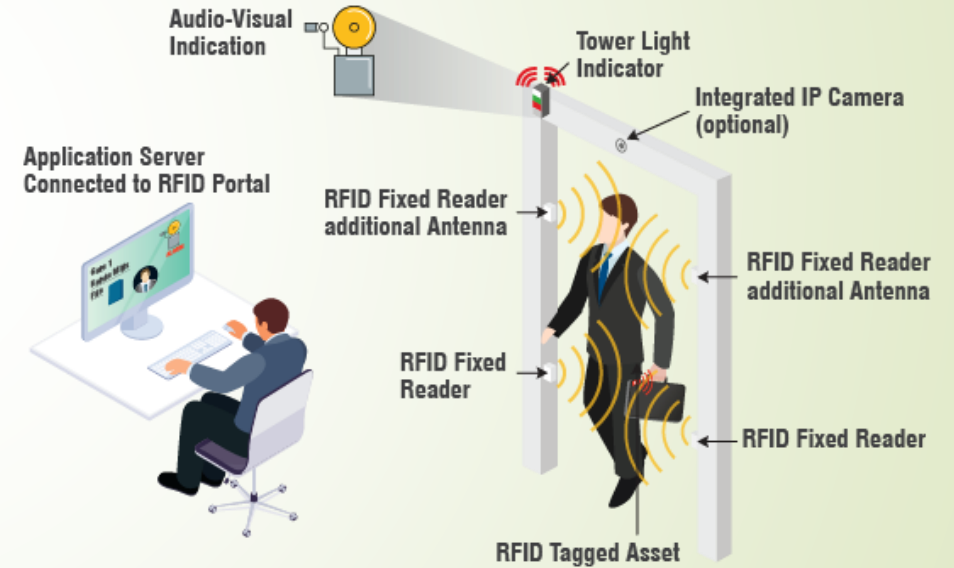 Audio-Visual
Indication
Tower Light
Indicator
Integrated IP Camera
(optional)
Application Server
Connected to RFID Portal
RFID Fixed Reader
additional Antenna
RFID Fixed Reader
additional Antenna
RFID Fixed
Reader
RFID Fixed Reader
RFID Tagged Asset